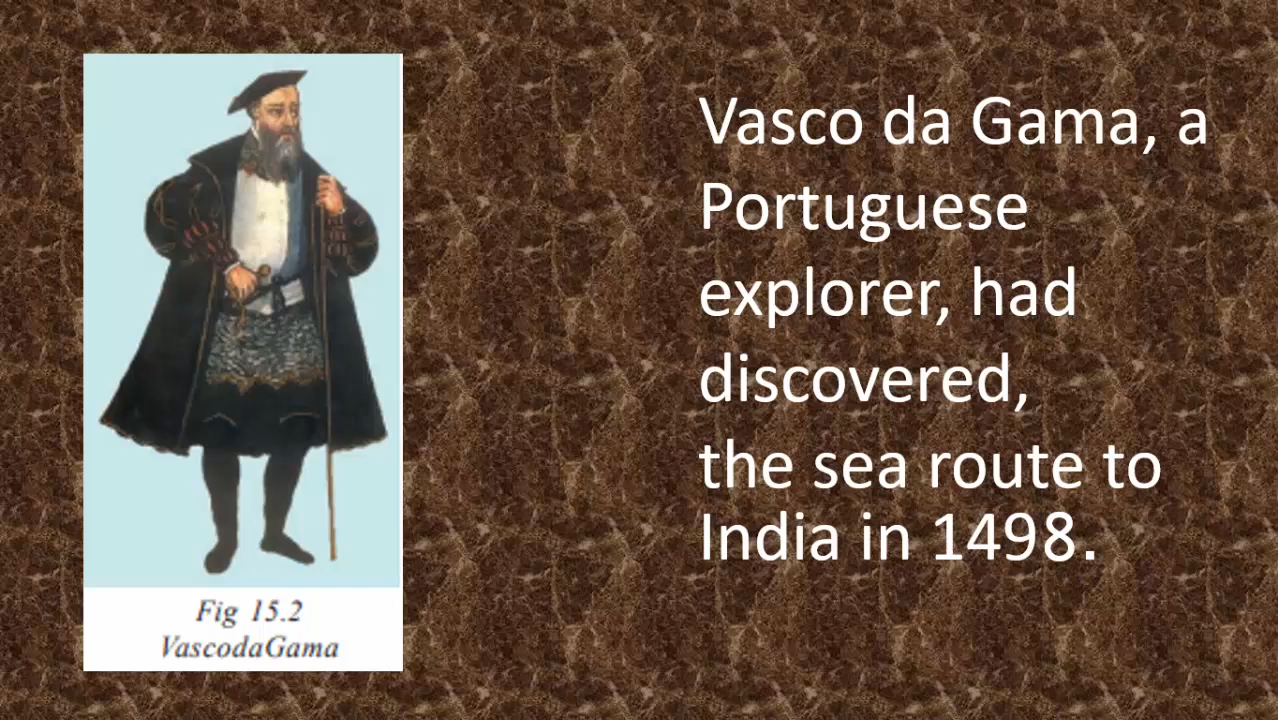 Vasco da Gama, a
Portuguese
explorer, had
discovered,
the sea route to
India in 1498.
Fig 15.2
VascodaGama